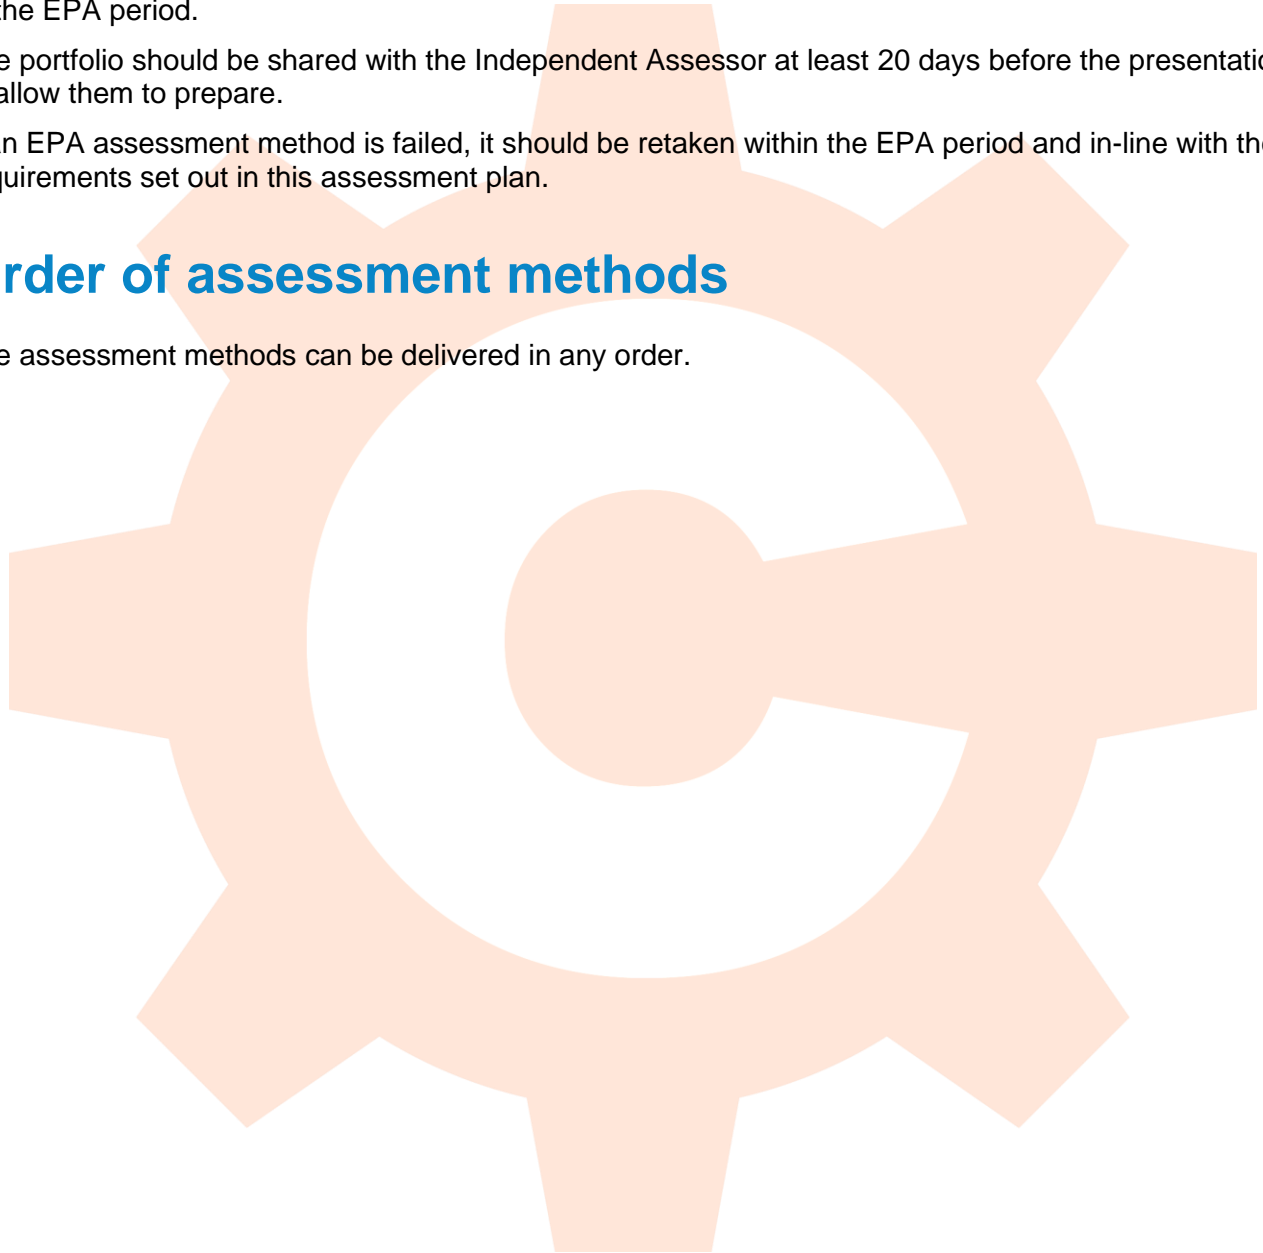 the EPA period.
e portfolio should be shared with the Independent Assessor at least 20 days before the presentatio
allow them to prepare.
n EPA assessment method is failed, it should be retaken within the EPA period and in-line with the
quirements set out in this assessment plan.
rder of assessment methods
e assessment methods can be delivered in any order.